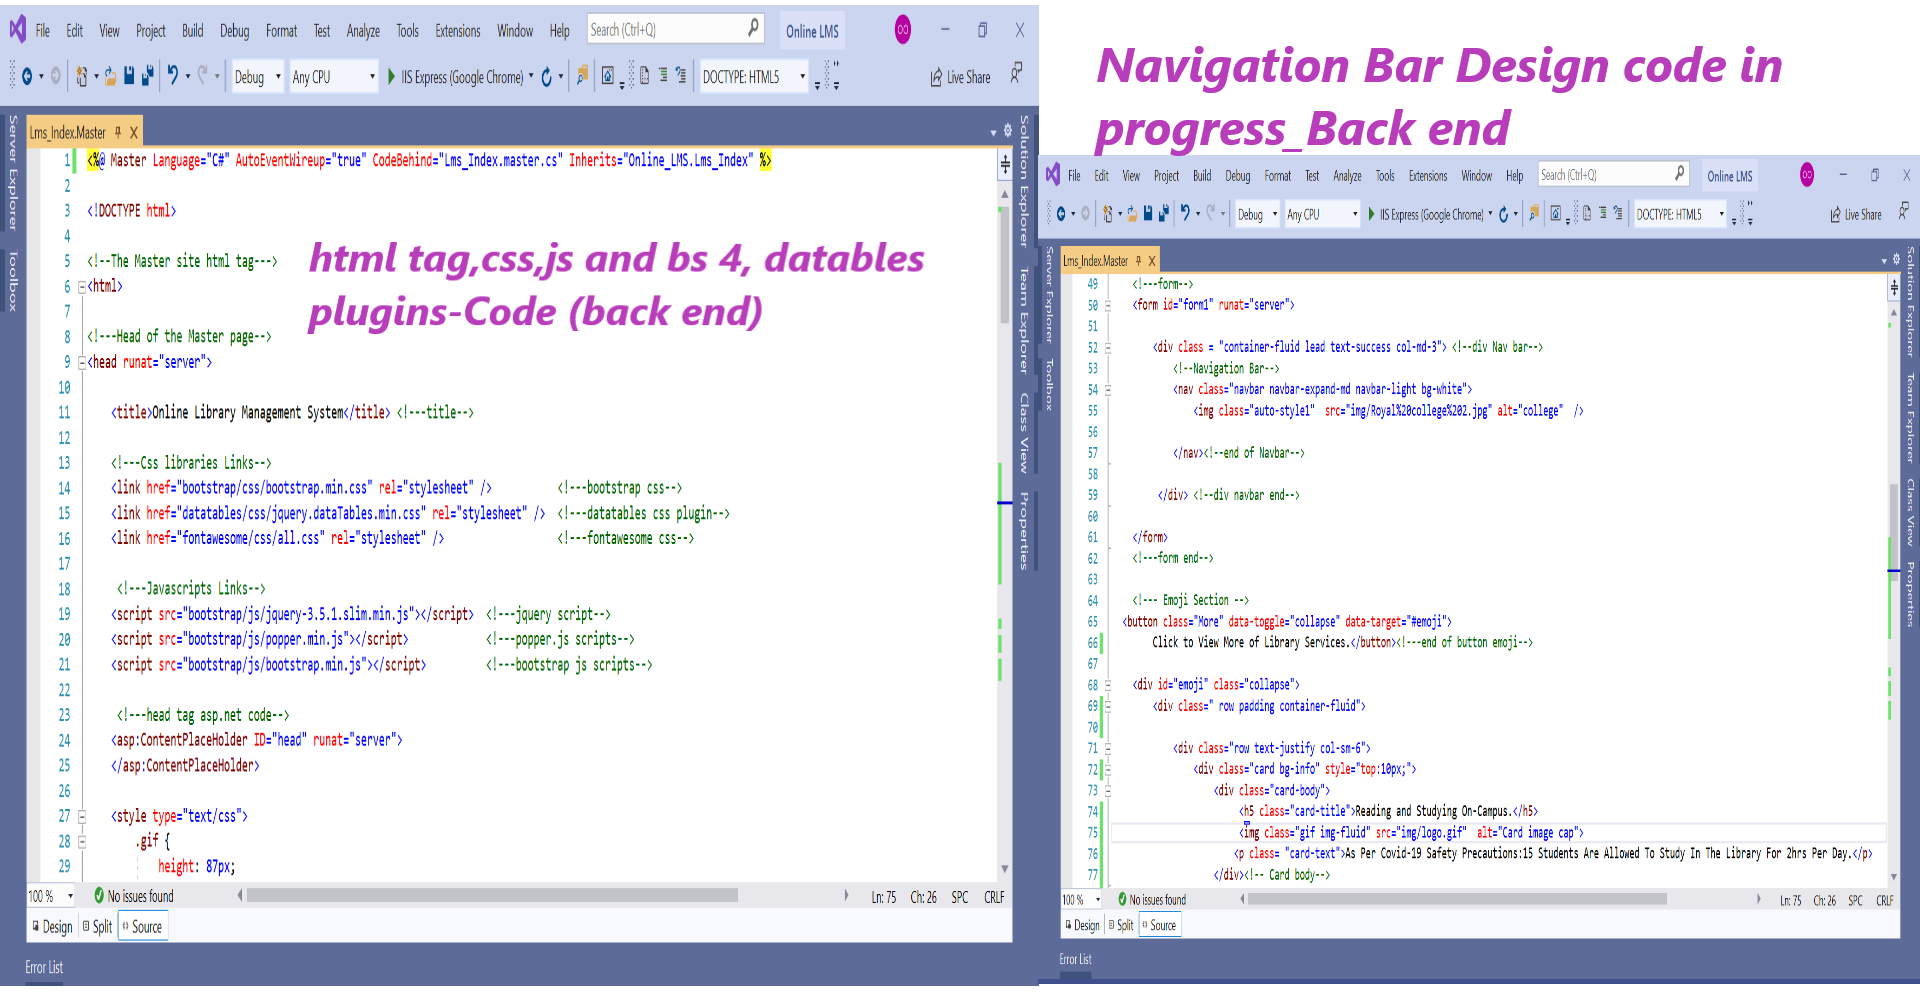 File Edit View Project Build Debug Format Test Analyze Tools Extensions Window Help Search (Ctrl+Q) Online LMS
Debug Any CPU IIS Express (Google Chrome) DOCTYPE: HTML5 Live Share
Server Explorer
Toolbox
Lms_Index.Master
1 <%@ Master Language="C#" AutoEventWireup="true" CodeBehind="Lms_Index.master.cs" Inherits="Online_LMS.Lms_Index" %>
2
3 <!DOCTYPE html>
4
5 <!--The Master site html tag--->
6 <html>
7
8 <!---Head of the Master page-->
9 <head runat="server">
10
11 <title>Online Library Management System</title> <!---title-->
12
13 <!---Css libraries Links-->
14 <link href="bootstrap/css/bootstrap.min.css" rel="stylesheet" /> <!---bootstrap css-->
15 <link href="datatables/css/jquery.dataTables.min.css" rel="stylesheet" /> <!---datatables css plugin-->
16 <link href="fontawesome/css/all.css" rel="stylesheet" /> <!---fontawesome css-->
17
18 <!---Javascripts Links-->
19 <script src="bootstrap/js/jquery-3.5.1.slim.min.js"></script> <!---jquery script-->
20 <script src="bootstrap/js/popper.min.js"></script> <!---popper.js scripts-->
21 <script src="bootstrap/js/bootstrap.min.js"></script> <!---bootstrap js scripts-->
22
23 <!---head tag asp.net code-->
24 <asp:ContentPlaceHolder ID="head" runat="server">
25 </asp:ContentPlaceHolder>
26
27 <style type="text/css">
28 .gif {
29 height: 87px;
html tag,css,js and bs 4, datables
plugins-Code (back end)
Solution Explorer
Team Explorer
Class View
Properties
100 % No issues found Ln: 75 Ch: 26 SPC CRLF
Design Split Source
Error List
Navigation Bar Design code in
progress_Back end
File Edit View Project Build Debug Format Test Analyze Tools Extensions Window Help Search (Ctrl+Q) Online LMS
Debug Any CPU IIS Express (Google Chrome) DOCTYPE: HTML5 Live Share
Server Explorer
Toolbox
Lms_Index.Master
49 <!---form-->
50 <form id="form1" runat="server">
51
52 <div class = "container-fluid lead text-success col-md-3"> <!--div Nav bar-->
53 <!--Navigation Bar-->
54 <nav class="navbar navbar-expand-md navbar-light bg-white">
55 <img class="auto-style1" src="img/Royal%20college%202.jpg" alt="college" />
56
57 </nav><!--end of Navbar-->
58
59 </div> <!--div navbar end-->
60
61 </form>
62 <!---form end-->
63
64 <!--- Emoji Section -->
65 <button class="More" data-toggle="collapse" data-target="#emoji">
66 Click to View More of Library Services.</button><!---end of button emoji-->
67
68 <div id="emoji" class="collapse">
69 <div class=" row padding container-fluid">
70
71 <div class="row text-justify col-sm-6">
72 <div class="card bg-info" style="top:10px;">
73 <div class="card-body">
74 <h5 class="card-title">Reading and Studying On-Campus.</h5>
75 <img class="gif img-fluid" src="img/logo.gif" alt="Card image cap">
76 <p class= "card-text">As Per Covid-19 Safety Precautions:15 Students Are Allowed To Study In The Library For 2hrs Per Day.</p>
77 </div><!-- Card body-->
Solution Explorer
Team Explorer
Class View
Properties
100 % No issues found Ln: 75 Ch: 26 SPC CRLF
Design Split Source
Error List